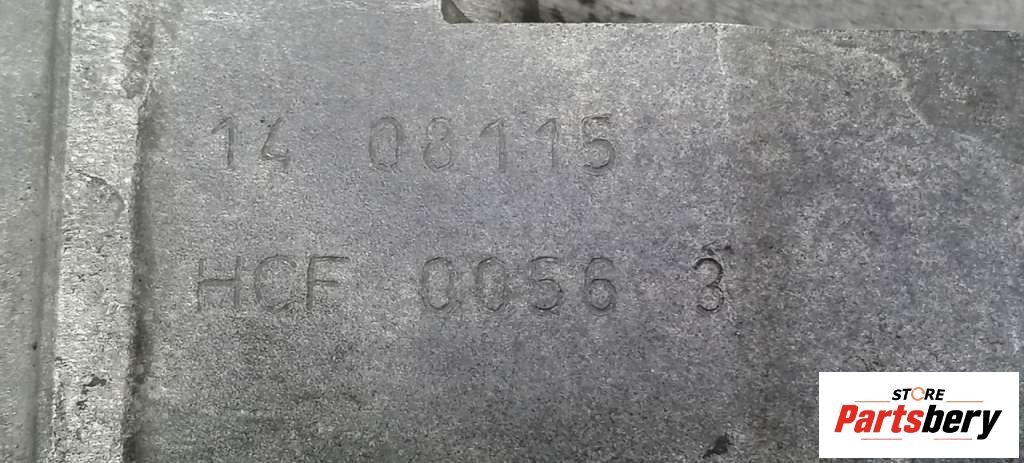 14 08115
HCF 0056 3
STORE
Partsbery